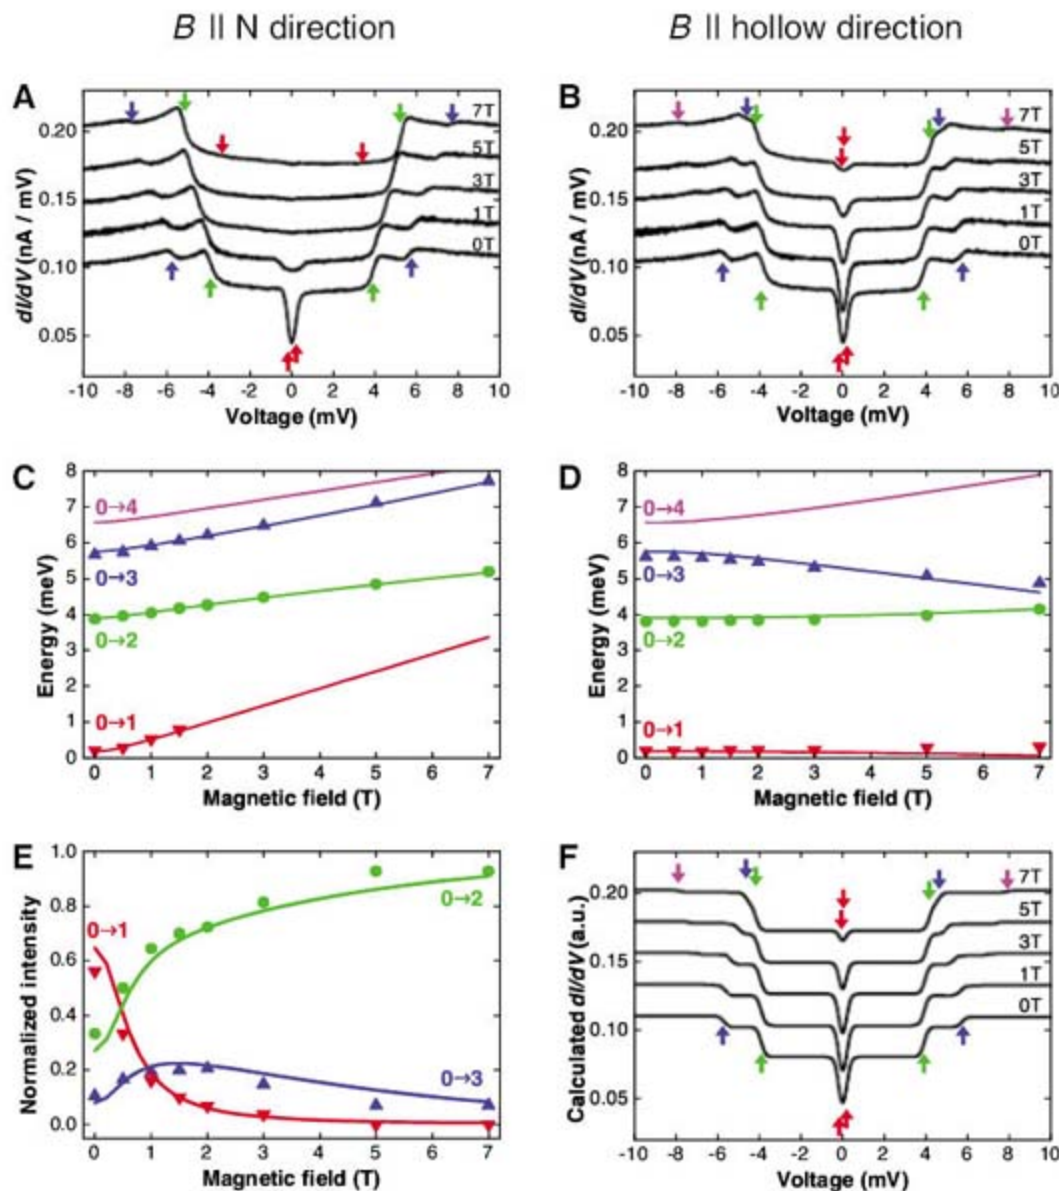 B || N direction
B || hollow direction
A
7T
5T
3T
1T
0T
0.20
0.15
0.10
0.05
dI/dV (nA / mV)
-10 -8 -6 -4 -2 0 2 4 6 8 10
Voltage (mV)
B
7T
5T
3T
1T
0T
0.20
0.15
0.10
0.05
dI/dV (nA / mV)
-10 -8 -6 -4 -2 0 2 4 6 8 10
Voltage (mV)
C
8
7
6
5
4
3
2
1
0
Energy (meV)
0→4
0→3
0→2
0→1
0 1 2 3 4 5 6 7
Magnetic field (T)
D
8
7
6
5
4
3
2
1
0
Energy (meV)
0→4
0→3
0→2
0→1
0 1 2 3 4 5 6 7
Magnetic field (T)
E
1.0
0.8
0.6
0.4
0.2
0.0
Normalized intensity
0→1
0→2
0→3
0 1 2 3 4 5 6 7
Magnetic field (T)
F
7T
5T
3T
1T
0T
0.20
0.15
0.10
0.05
Calculated dI/dV (a.u.)
-10 -8 -6 -4 -2 0 2 4 6 8 10
Voltage (mV)